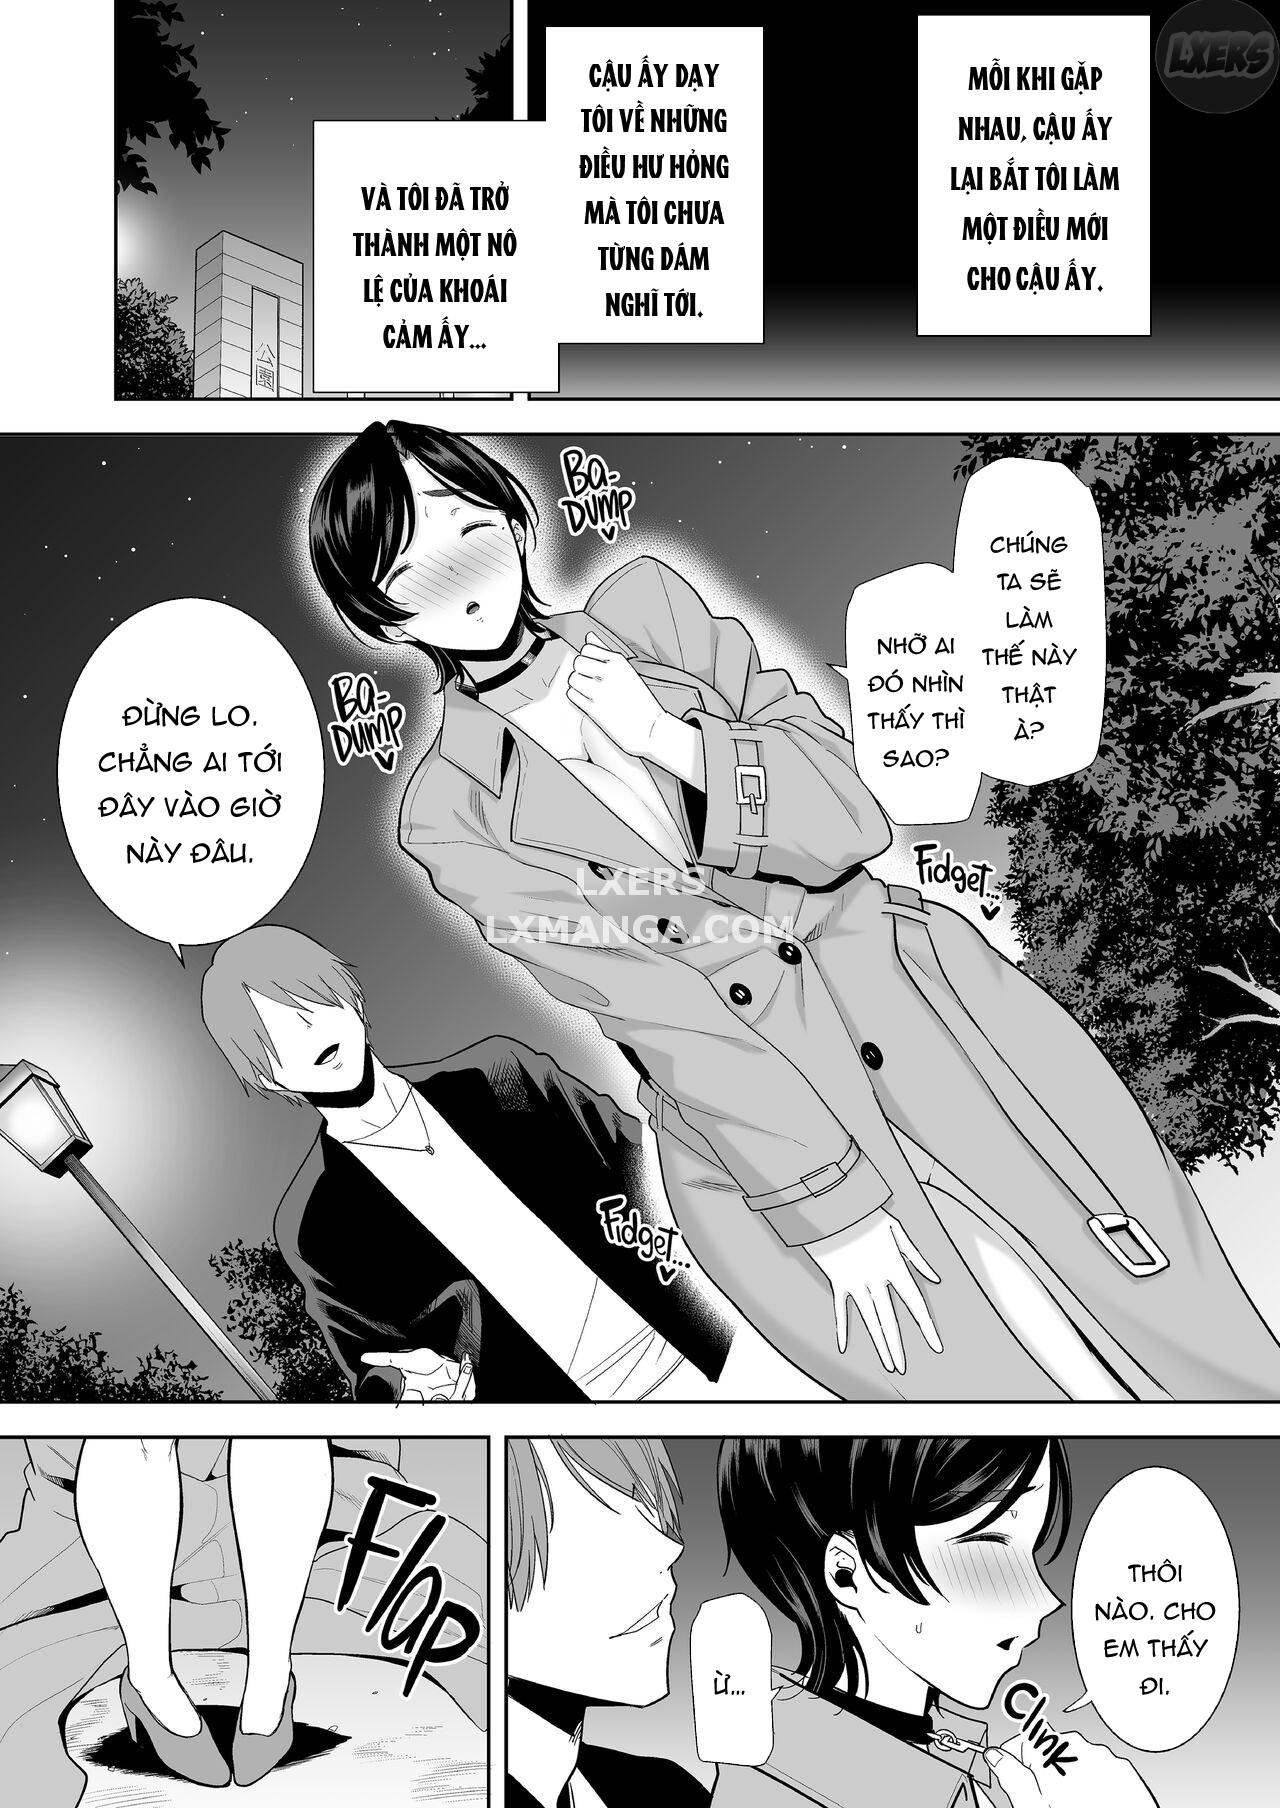 LXERS
MỖI KHI GẶP
NHAU, CẬU ẤY
LẠI BẮT TÔI LÀM
MỘT ĐIỀU MỚI
CHO CẬU ẤY.
CẬU ẤY DẠY
TÔI VỀ NHỮNG
ĐIỀU HƯ HỎNG
MÀ TÔI CHƯA
TỪNG DÁM
NGHĨ TỚI.
VÀ TÔI ĐÃ TRỞ
THÀNH MỘT NÔ
LỆ CỦA KHOÁI
CẢM ẤY...
公園
CHÚNG
TA SẼ
LÀM
THẾ NÀY
THẬT
À?
NHỠ AI
ĐÓ NHÌN
THẤY THÌ
SAO?
BA-
DUMP
BA-
DUMP
ĐỪNG LO.
CHẲNG AI TỚI
ĐÂY VÀO GIỜ
NÀY ĐÂU.
FIDGET...
LXERS
LXMANGA.COM
FIDGET...
THÔI
NÀO. CHO
EM THẤY
ĐI.
Ừ...
CLINK
FLAP